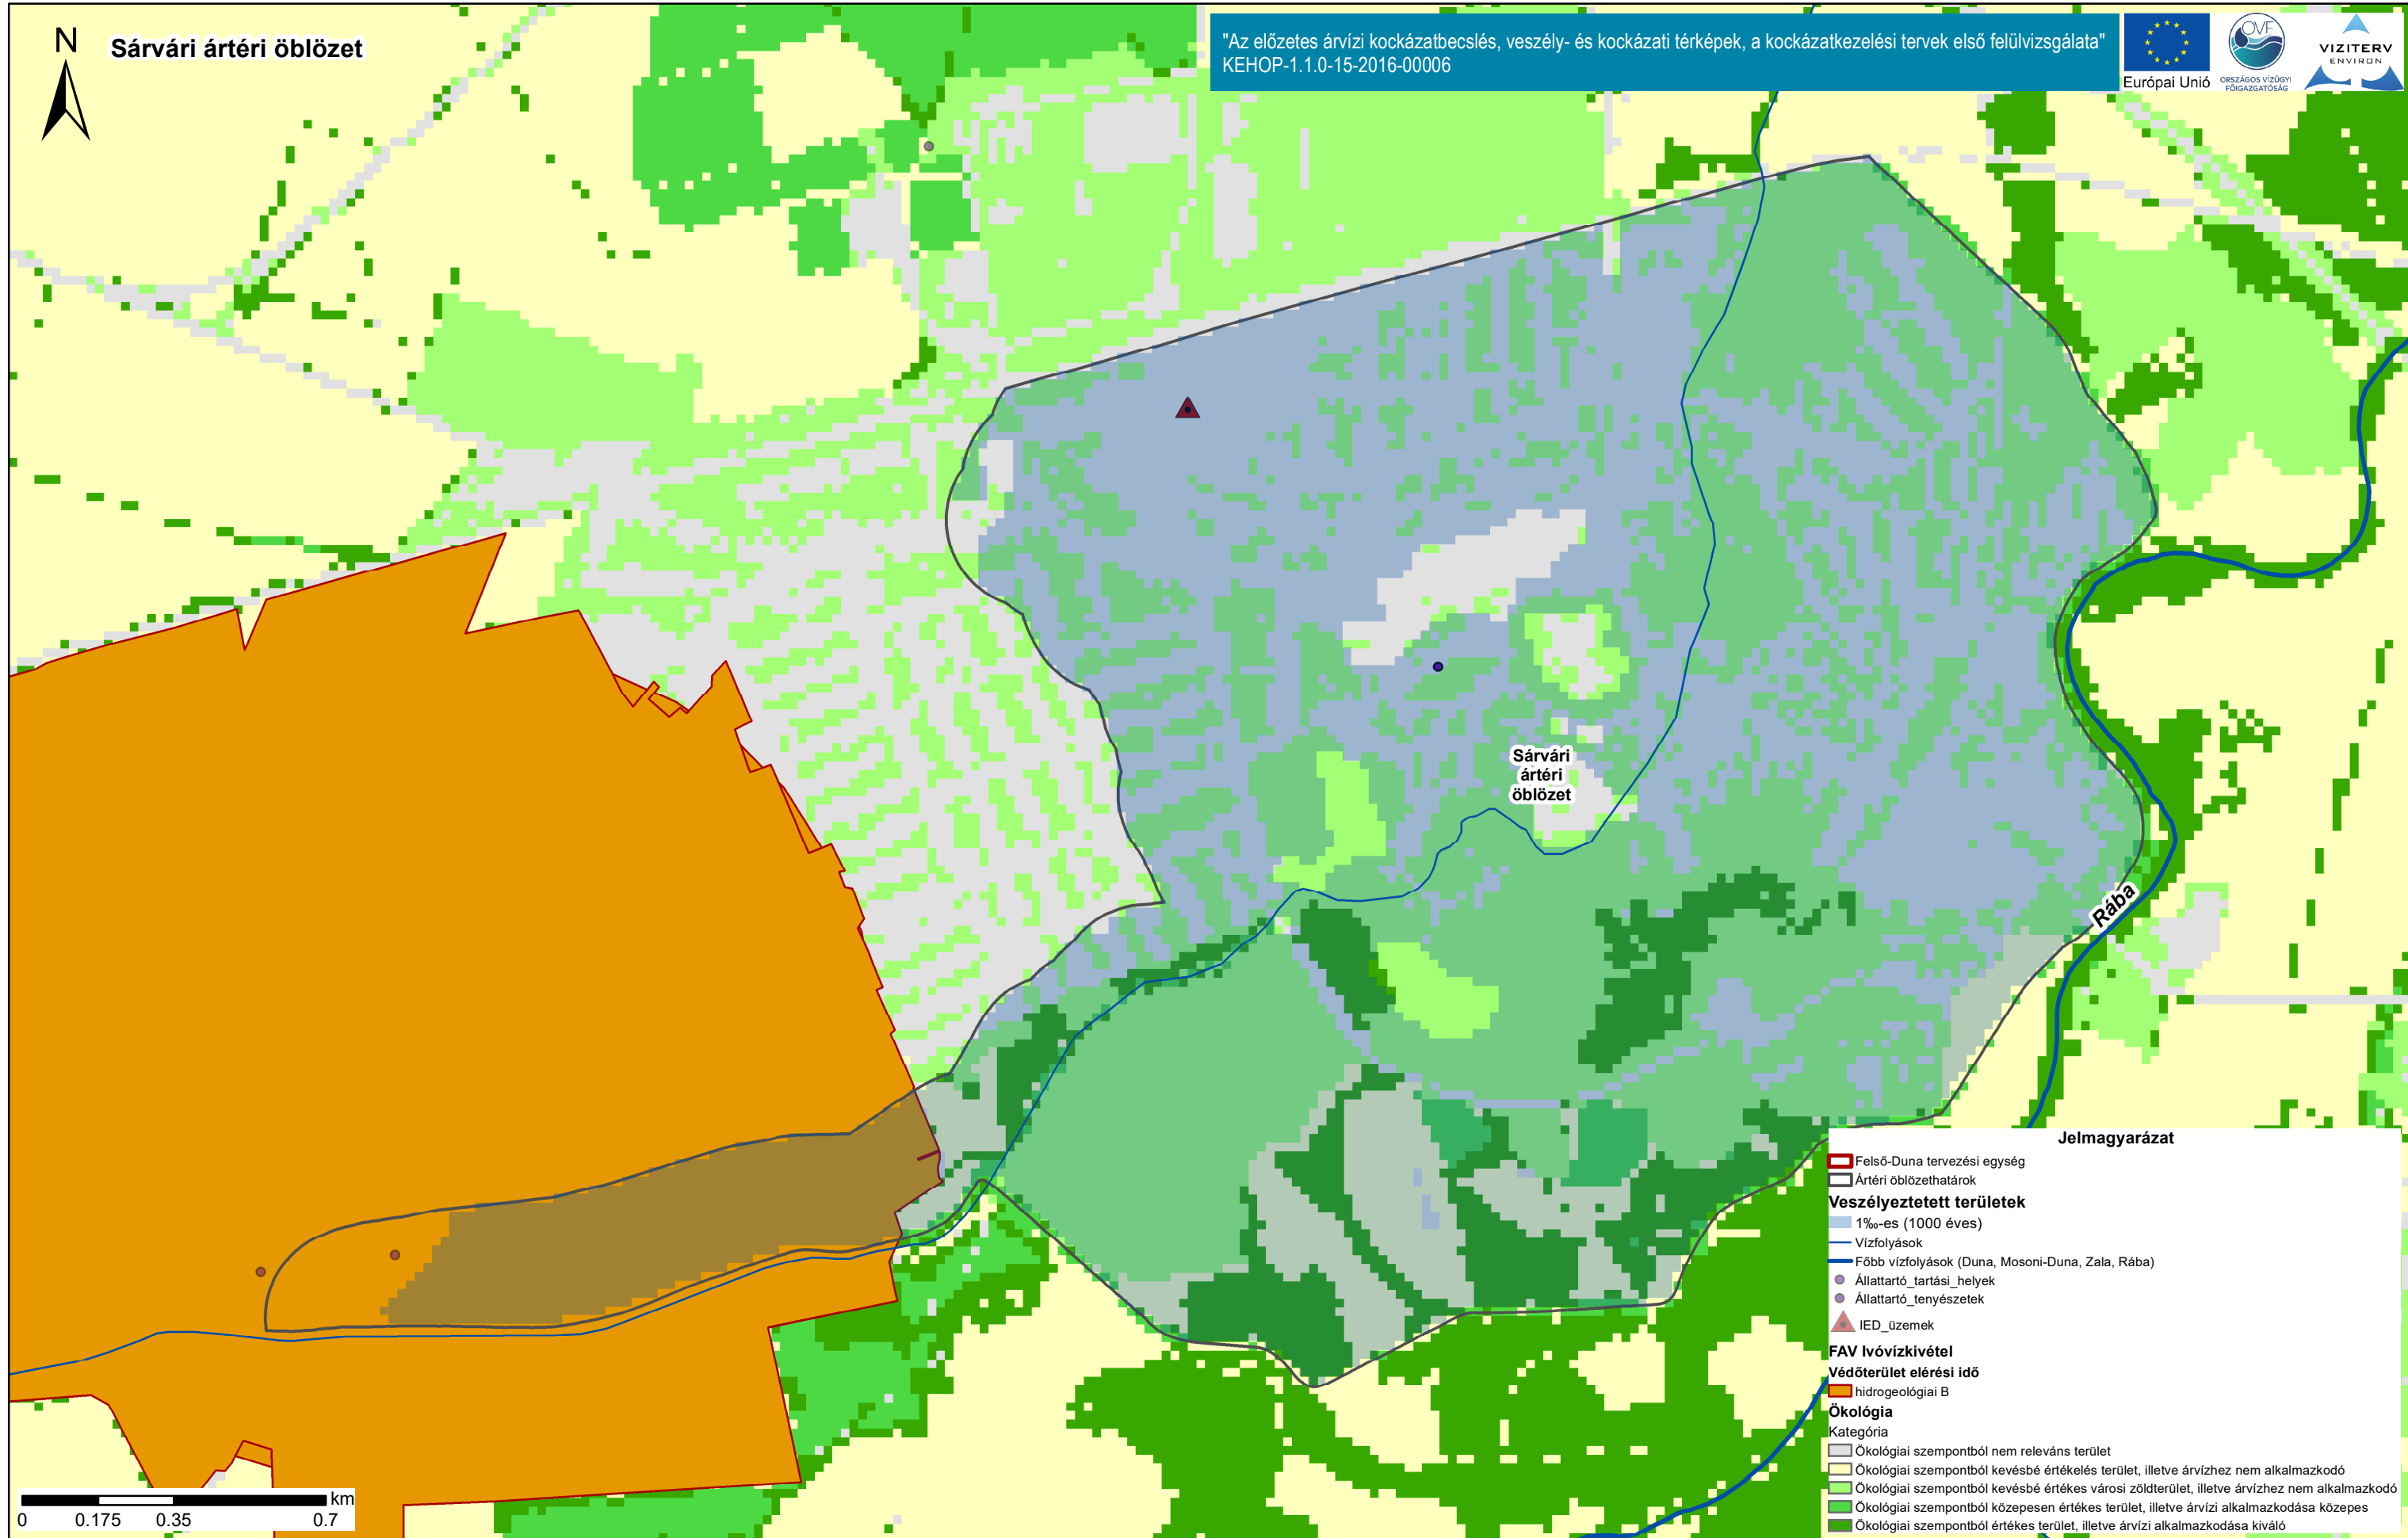 N
Sárvári ártéri öblözet
"Az előzetes árvízi kockázatbecslés, veszély- és kockázati térképek, a kockázatkezelési tervek első felülvizsgálata"
KEHOP-1.1.0-15-2016-00006
Európai Unió
OVF
ORSZÁGOS VÍZÜGYI
FŐIGAZGATÓSÁG
VIZITERV
ENVIRON
Sárvári
ártéri
öblözet
Rába
Jelmagyarázat
Felső-Duna tervezési egység
Ártéri öblözethatárok
Veszélyeztetett területek
1‰-es (1000 éves)
Vízfolyások
Főbb vízfolyások (Duna, Mosoni-Duna, Zala, Rába)
Állattartó_tartási_helyek
Állattartó_tenyészetek
IED_üzemek
FAV Ivóvízkivétel
Védőterület elérési idő
hidrogeológiai B
Ökológia
Kategória
Ökológiai szempontból nem releváns terület
Ökológiai szempontból kevésbé értékelés terület, illetve árvízhez nem alkalmazkodó
Ökológiai szempontból kevésbé értékes városi zöldterület, illetve árvízhez nem alkalmazkodó
Ökológiai szempontból közepesen értékes terület, illetve árvízi alkalmazkodása közepes
Ökológiai szempontból értékes terület, illetve árvízi alkalmazkodása kiváló
km
0 0.175 0.35 0.7